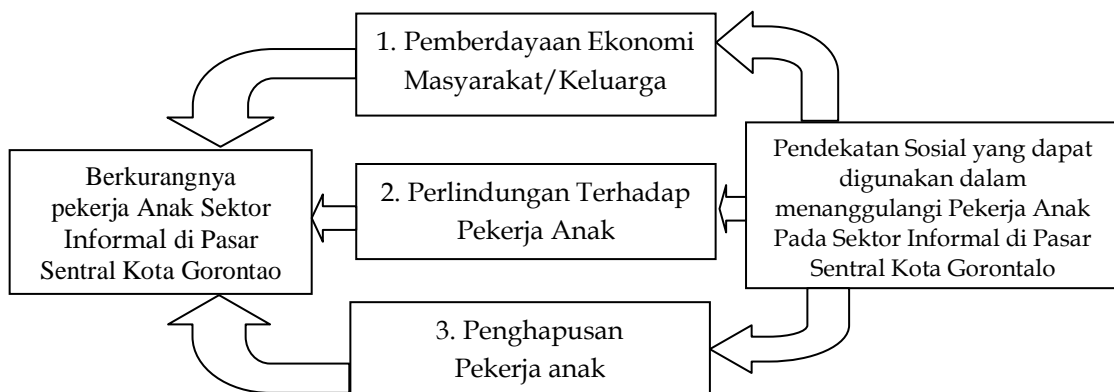 1. Pemberdayaan Ekonomi
Masyarakat/Keluarga
Berkurangnya
pekerja Anak Sektor
Informal di Pasar
Sentral Kota Gorontao
2. Perlindungan Terhadap
Pekerja Anak
Pendekatan Sosial yang dapat
digunakan dalam
menanggulangi Pekerja Anak
Pada Sektor Informal di Pasar
Sentral Kota Gorontalo
3. Penghapusan
Pekerja anak